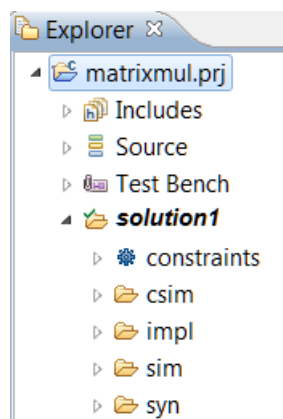 Explorer
matrixmul.prj
Includes
Source
Test Bench
solution1
constraints
csim
impl
sim
syn